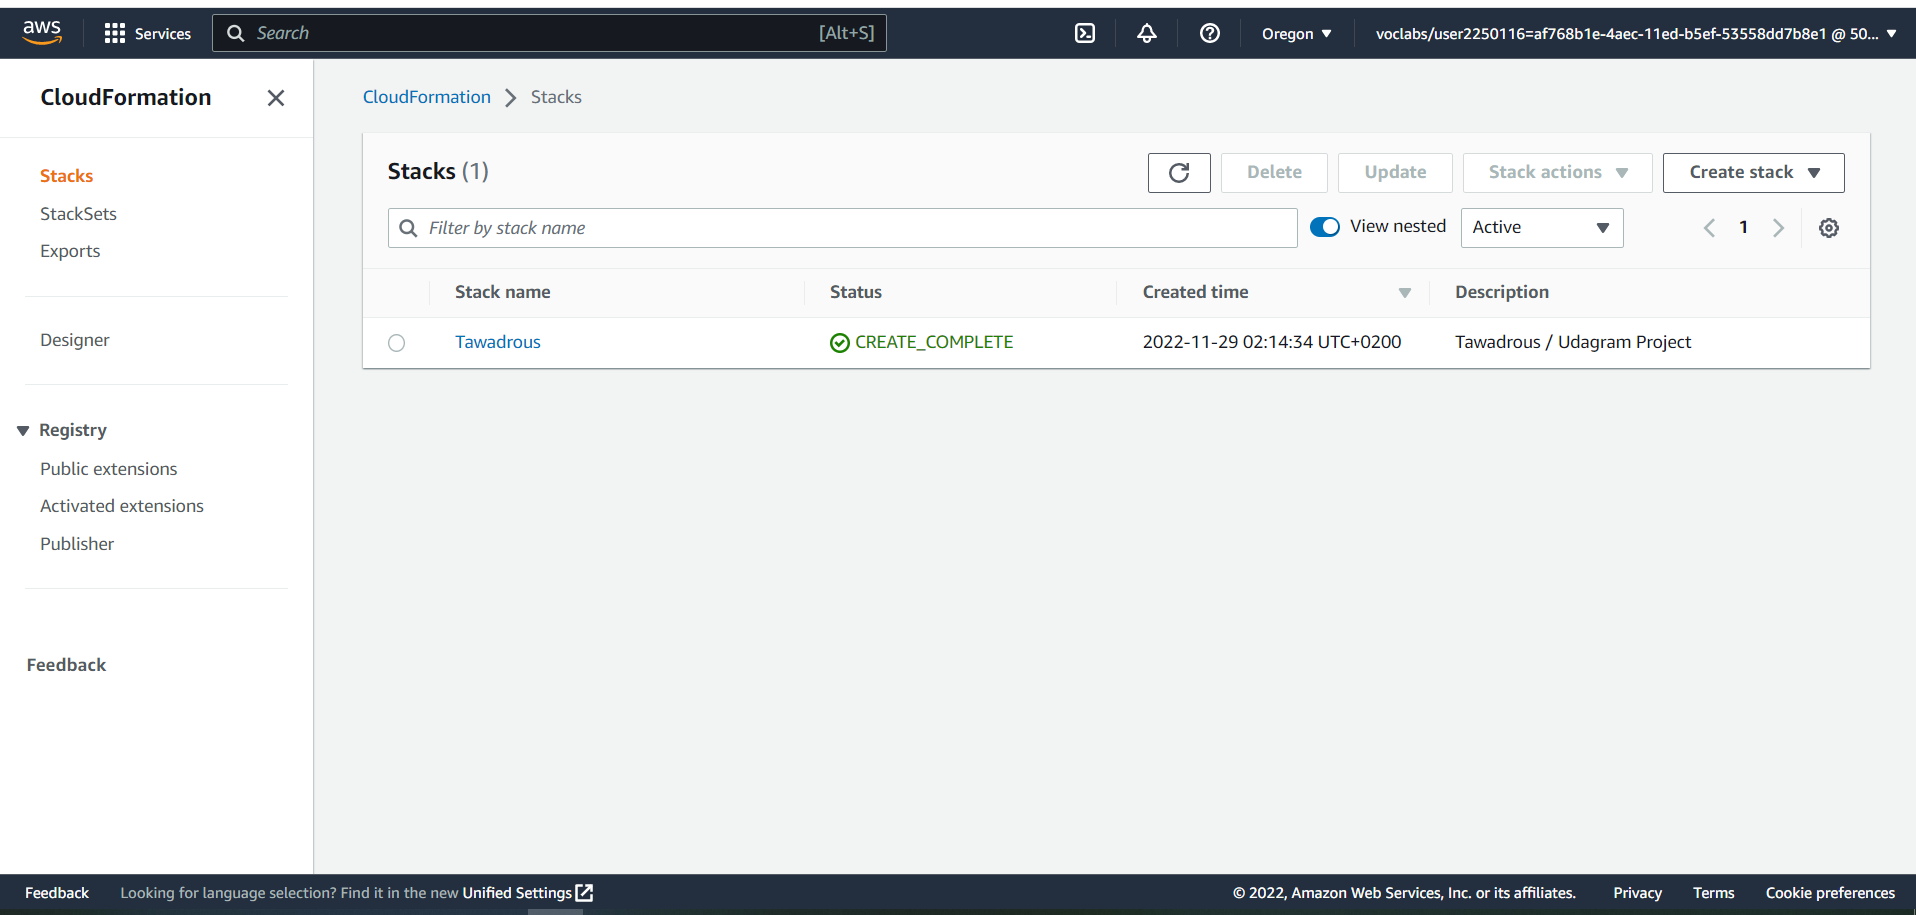 aws Services Search [Alt+S] Oregon voclabs/user2250116=af768b1e-4aec-11ed-b5ef-53558dd7b8e1 @ 50...
CloudFormation
Stacks
StackSets
Exports
Designer
Registry
Public extensions
Activated extensions
Publisher
Feedback
CloudFormation Stacks
Stacks (1) Delete Update Stack actions Create stack
Filter by stack name View nested Active 1
Stack name Status Created time Description
Tawadrous CREATE_COMPLETE 2022-11-29 02:14:34 UTC+0200 Tawadrous / Udagram Project
Feedback Looking for language selection? Find it in the new Unified Settings © 2022, Amazon Web Services, Inc. or its affiliates. Privacy Terms Cookie preferences